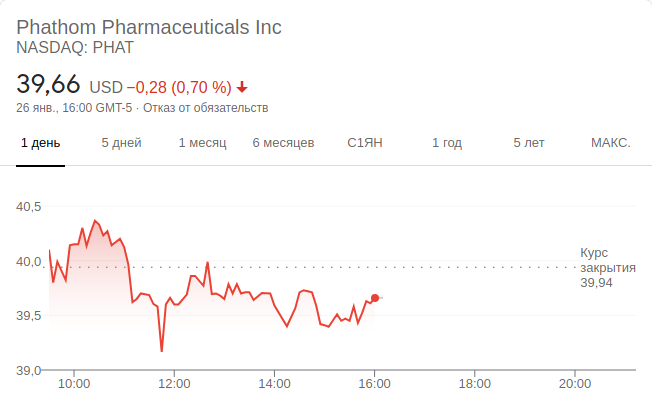 Phathom Pharmaceuticals Inc
NASDAQ: PHAT
39,66 USD −0,28 (0,70 %)
26 янв., 16:00 GMT-5 · Отказ от обязательств
1 день 5 дней 1 месяц 6 месяцев С1ЯН 1 год 5 лет МАКС.
40,5
40,0
39,5
39,0
Курс
закрытия
39,94
10:00 12:00 14:00 16:00 18:00 20:00